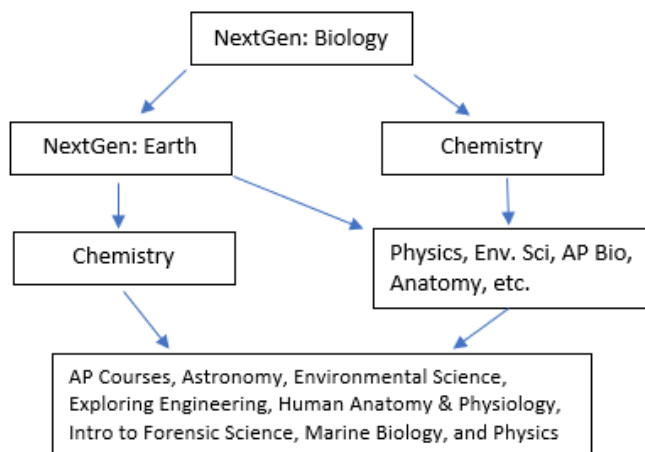 NextGen: Biology
NextGen: Earth
Chemistry
Chemistry
Physics, Env. Sci, AP Bio,
Anatomy, etc.
AP Courses, Astronomy, Environmental Science,
Exploring Engineering, Human Anatomy & Physiology,
Intro to Forensic Science, Marine Biology, and Physics